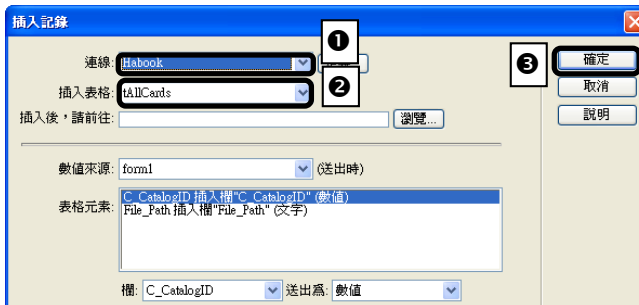 插入記錄
連線: Habook ❶
❸ 確定
插入表格: tAllCards ❷
取消
插入後，請前往: 瀏覽...
說明
數值來源: form1 (送出時)
表格元素: C_CatalogID 插入欄"C_CatalogID" (數值)
File_Path 插入欄"File_Path" (文字)
欄: C_CatalogID 送出為: 數值